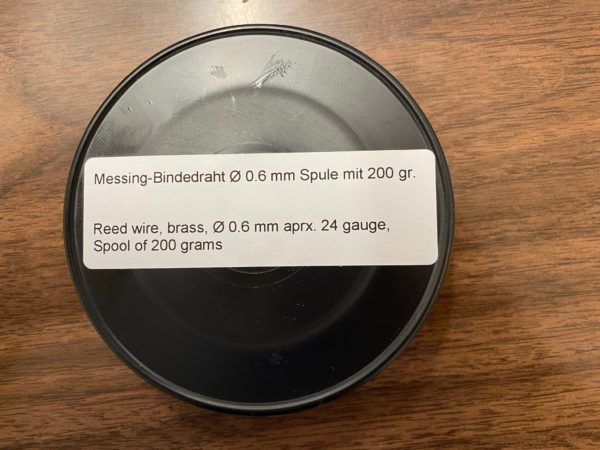 Messing-Bindedraht Ø 0.6 mm Spule mit 200 gr.
Reed wire, brass, Ø 0.6 mm aprx. 24 gauge,
Spool of 200 grams